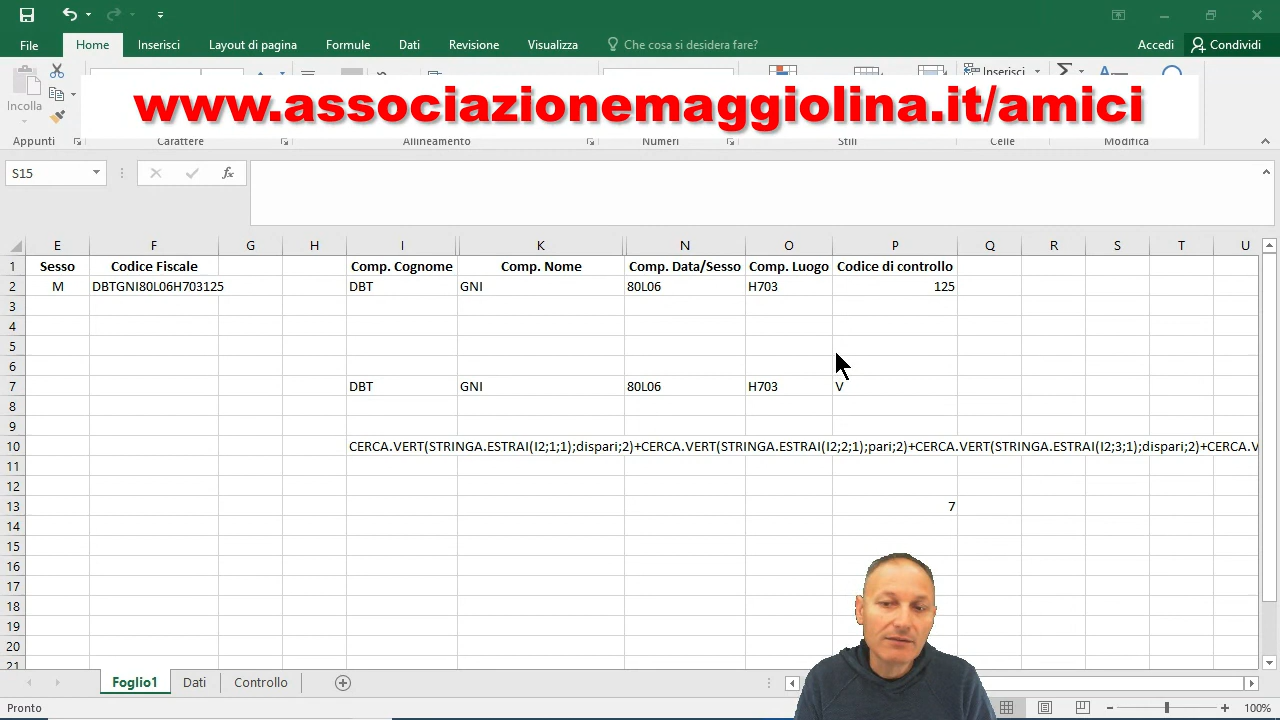 File Home Inserisci Layout di pagina Formule Dati Revisione Visualizza Che cosa si desidera fare? Accedi Condividi
Incolla Inserisci
www.associazionemaggiolina.it/amici
Appunti Carattere Allineamento Numeri Stili Celle Modifica
S15 fx
E F G H I K N O P Q R S T U
1 Sesso Codice Fiscale Comp. Cognome Comp. Nome Comp. Data/Sesso Comp. Luogo Codice di controllo
2 M DBTGNI80L06H703125 DBT GNI 80L06 H703 125
3
4
5
6
7 DBT GNI 80L06 H703 V
8
9
10 CERCA.VERT(STRINGA.ESTRAI(I2;1;1);dispari;2)+CERCA.VERT(STRINGA.ESTRAI(I2;2;1);pari;2)+CERCA.VERT(STRINGA.ESTRAI(I2;3;1);dispari;2)+CERCA.V
11
12
13 7
14
15
16
17
18
19
20
21
Foglio1 Dati Controllo
Pronto 100%